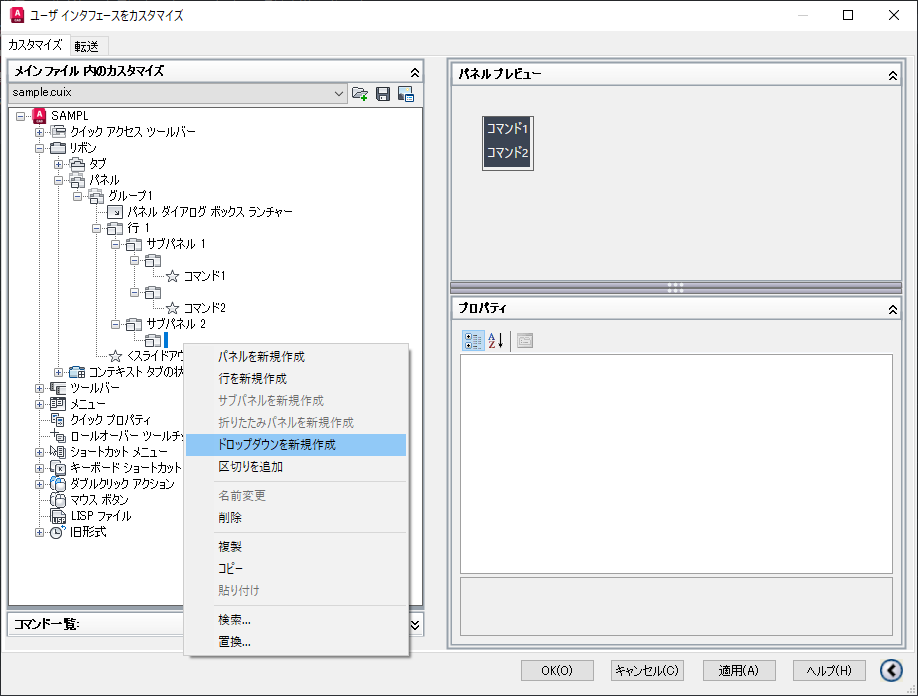 ユーザ インタフェースをカスタマイズ
カスタマイズ
転送
メイン ファイル 内のカスタマイズ
sample.cuix
SAMPL
クイック アクセス ツールバー
リボン
タブ
パネル
グループ1
パネル ダイアログ ボックス ランチャー
行 1
サブパネル 1
コマンド1
コマンド2
サブパネル 2
<スライドアウ
コンテキスト タブの状
ツールバー
メニュー
クイック プロパティ
ロールオーバー ツールチッ
ショートカット メニュー
キーボード ショートカット
ダブルクリック アクション
マウス ボタン
LISP ファイル
旧形式
コマンド一覧:
パネルを新規作成
行を新規作成
サブパネルを新規作成
折りたたみパネルを新規作成
ドロップダウンを新規作成
区切りを追加
名前変更
削除
複製
コピー
貼り付け
検索...
置換...
パネル プレビュー
コマンド1
コマンド2
プロパティ
OK(O)
キャンセル(C)
適用(A)
ヘルプ(H)